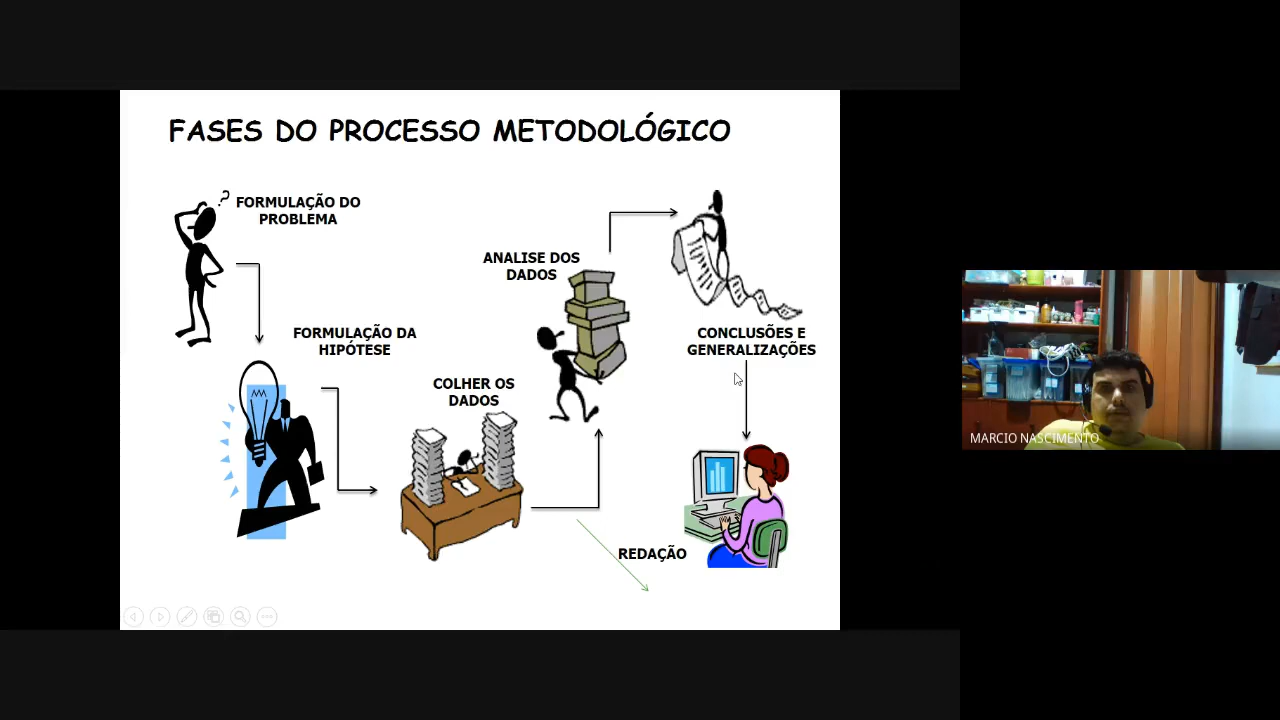 FASES DO PROCESSO METODOLÓGICO
?
FORMULAÇÃO DO
PROBLEMA
FORMULAÇÃO DA
HIPÓTESE
COLHER OS
DADOS
ANALISE DOS
DADOS
CONCLUSÕES E
GENERALIZAÇÕES
REDAÇÃO
MARCIO NASCIMENTO